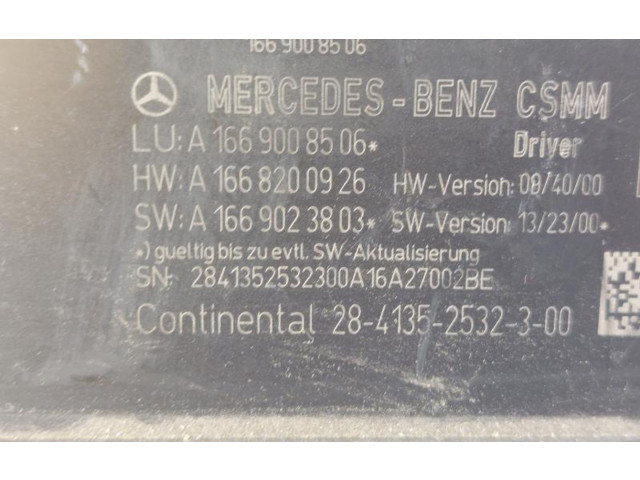 166 900 85 06
MERCEDES-BENZ CSMM
LU: A 166 900 85 06* Driver
HW: A 166 820 09 26 HW-Version: 08/40/00
SW: A 166 902 38 03* SW-Version: 13/23/00*
*) gueltig bis zu evtl. SW-Aktualisierung
SN: 2841352532300A16A27002BE
Continental 28-4135-2532-3-00